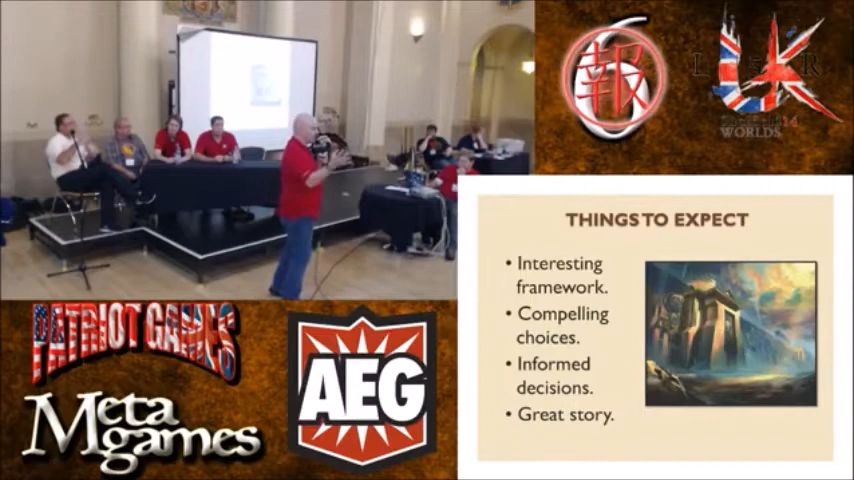 報
UK
WORLDS
THINGS TO EXPECT
• Interesting
framework.
• Compelling
choices.
• Informed
decisions.
• Great story.
PATRIOT GAMES
Meta
games
AEG